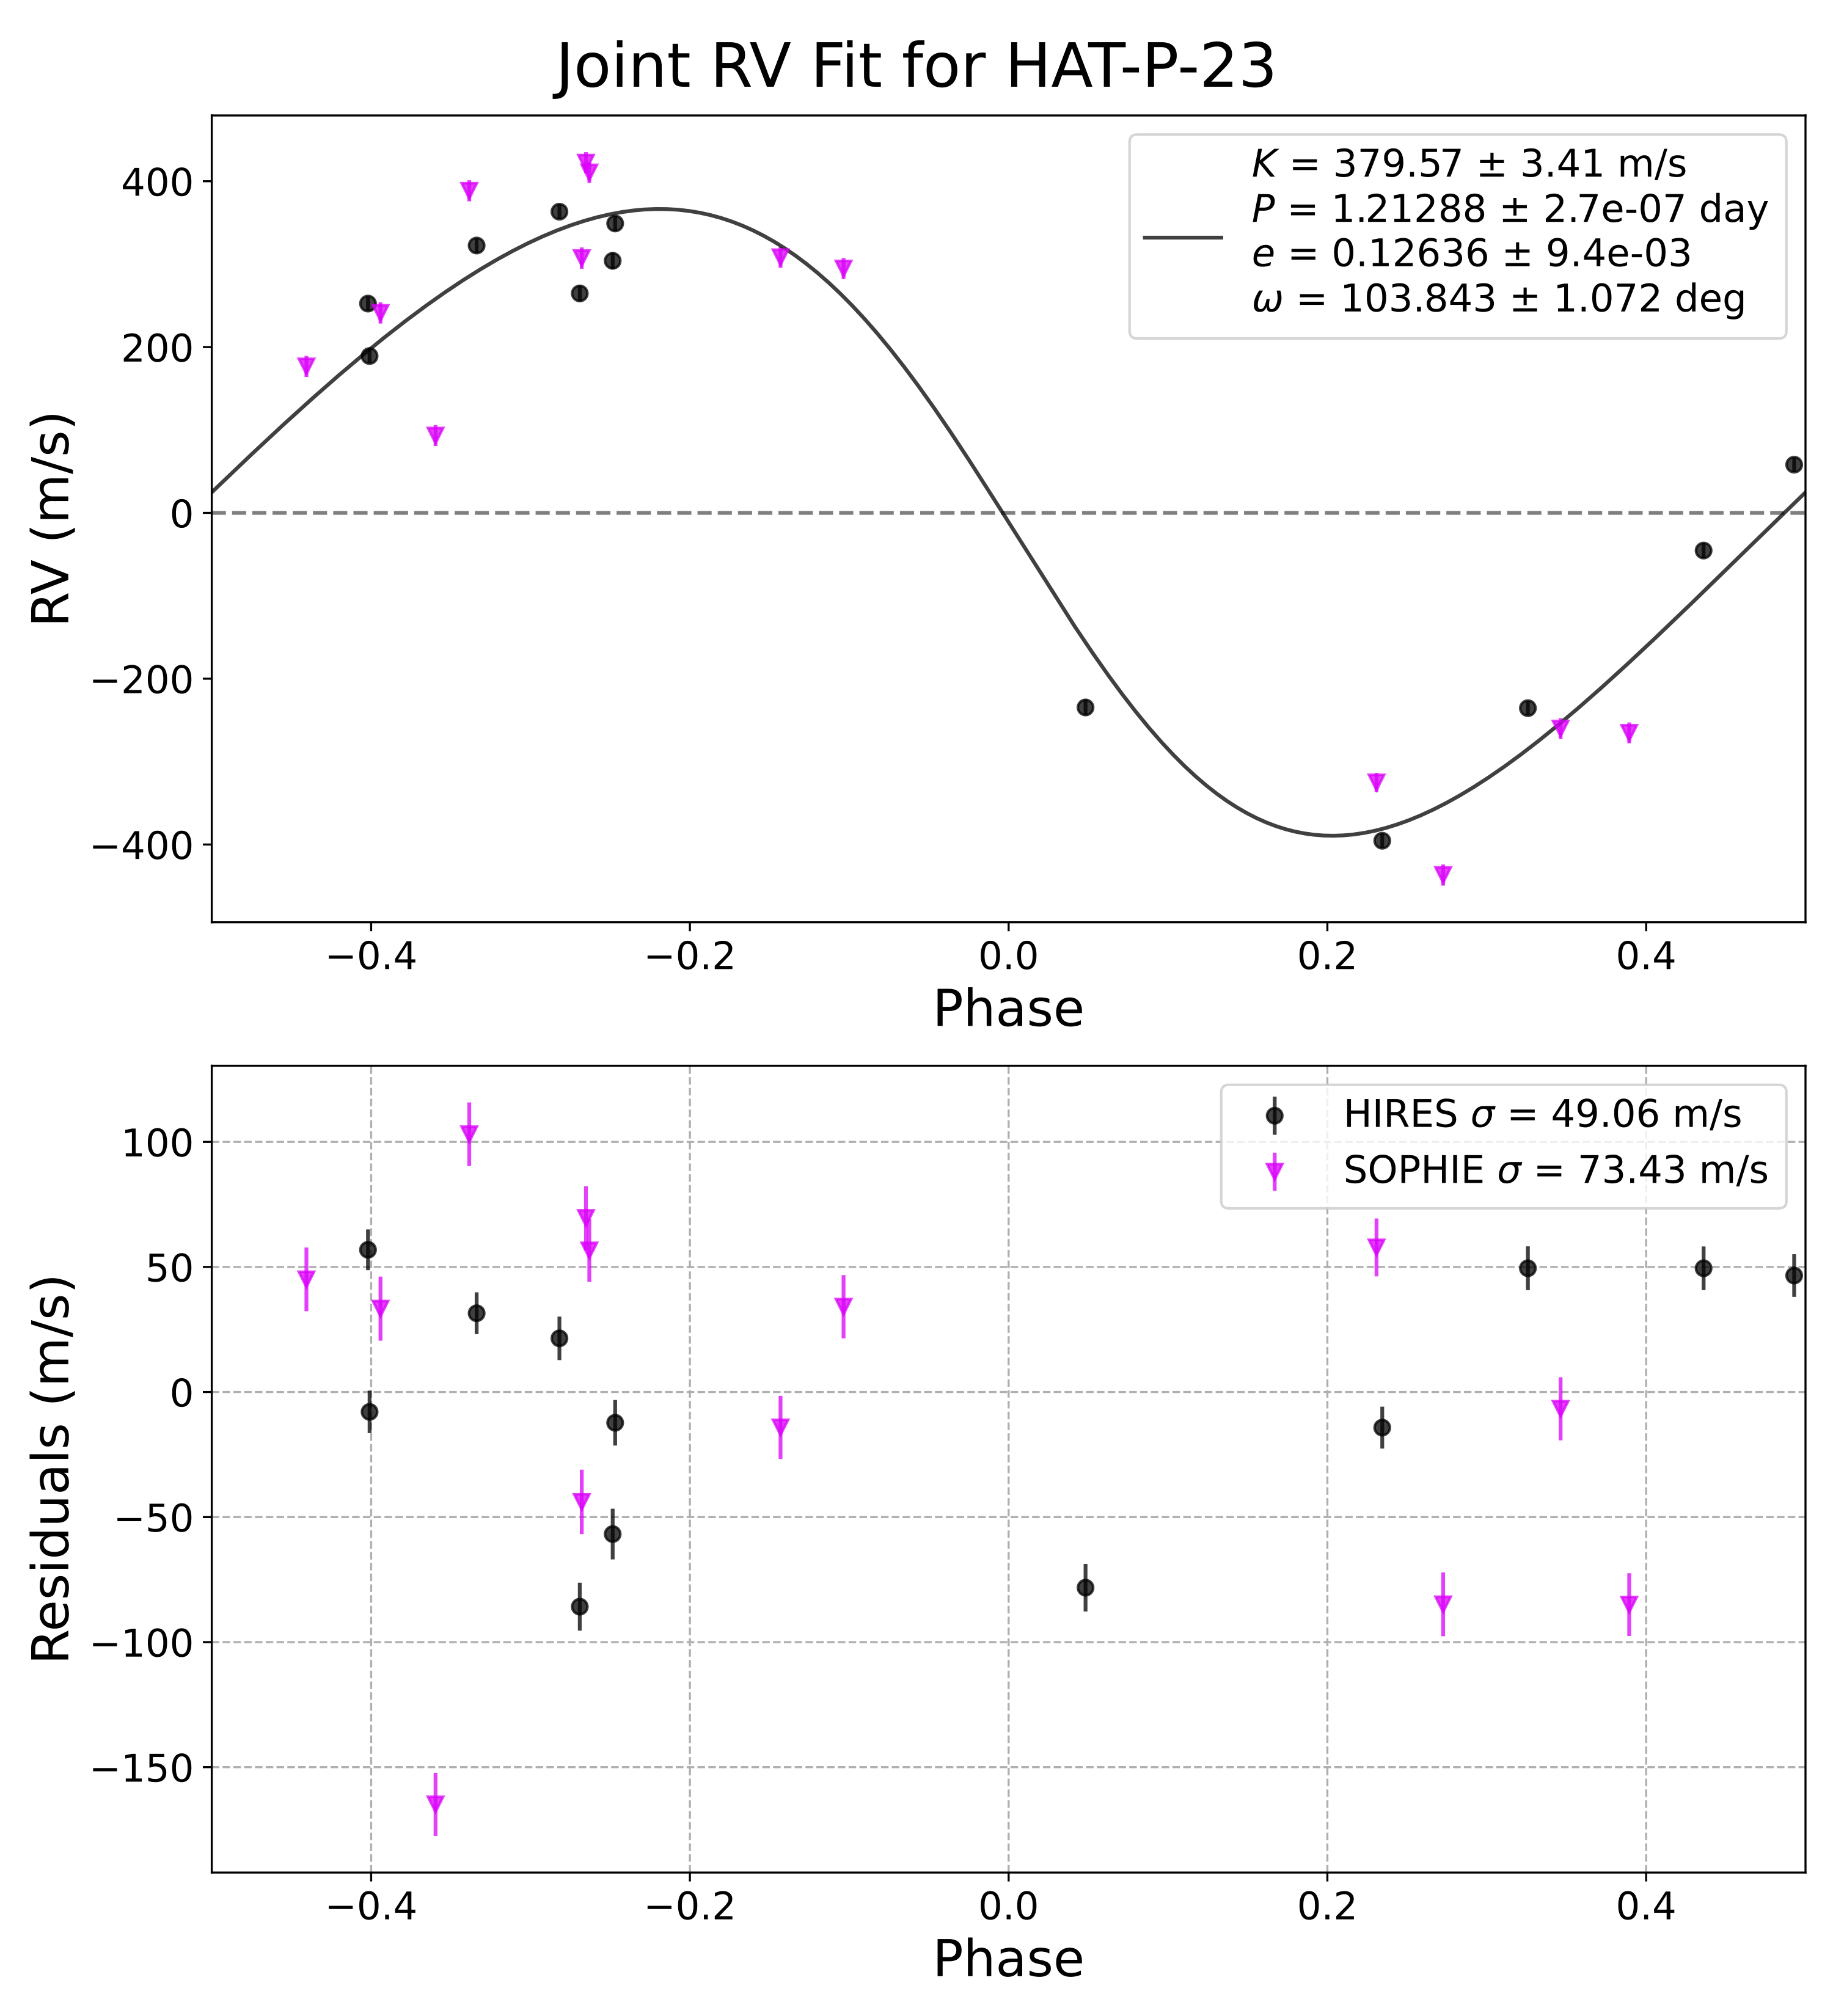 Joint RV Fit for HAT-P-23
K = 379.57 ± 3.41 m/s
P = 1.21288 ± 2.7e-07 day
e = 0.12636 ± 9.4e-03
ω = 103.843 ± 1.072 deg
RV (m/s)
400
200
0
−200
−400
−0.4 −0.2 0.0 0.2 0.4
Phase
HIRES σ = 49.06 m/s
SOPHIE σ = 73.43 m/s
Residuals (m/s)
100
50
0
−50
−100
−150
−0.4 −0.2 0.0 0.2 0.4
Phase